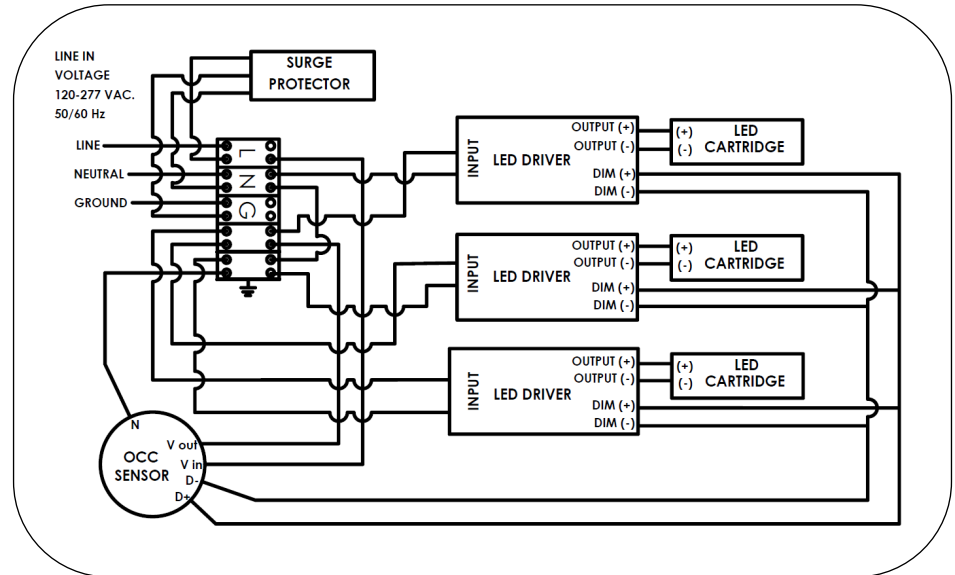 LINE IN
VOLTAGE
120-277 VAC.
50/60 Hz
SURGE
PROTECTOR
LINE
NEUTRAL
GROUND
L
N
G
INPUT
LED DRIVER
OUTPUT (+)
OUTPUT (-)
DIM (+)
DIM (-)
(+)
(-)
LED
CARTRIDGE
INPUT
LED DRIVER
OUTPUT (+)
OUTPUT (-)
DIM (+)
DIM (-)
(+)
(-)
LED
CARTRIDGE
INPUT
LED DRIVER
OUTPUT (+)
OUTPUT (-)
DIM (+)
DIM (-)
(+)
(-)
LED
CARTRIDGE
N
OCC
SENSOR
V out
V in
D-
D+